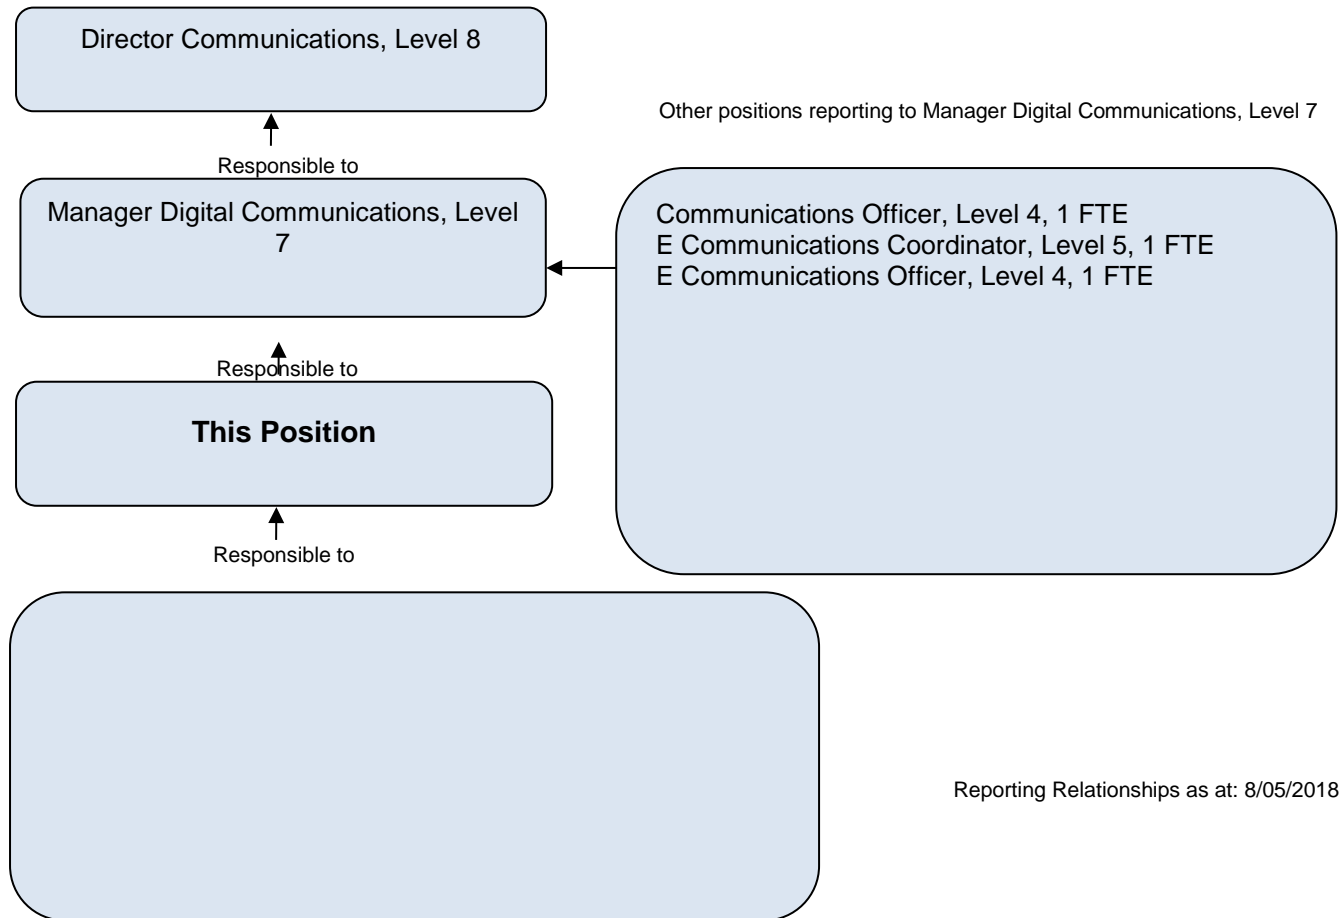 Director Communications, Level 8
Other positions reporting to Manager Digital Communications, Level 7
Responsible to
Manager Digital Communications, Level
7
Communications Officer, Level 4, 1 FTE
E Communications Coordinator, Level 5, 1 FTE
E Communications Officer, Level 4, 1 FTE
Responsible to
This Position
Responsible to
Reporting Relationships as at: 8/05/2018